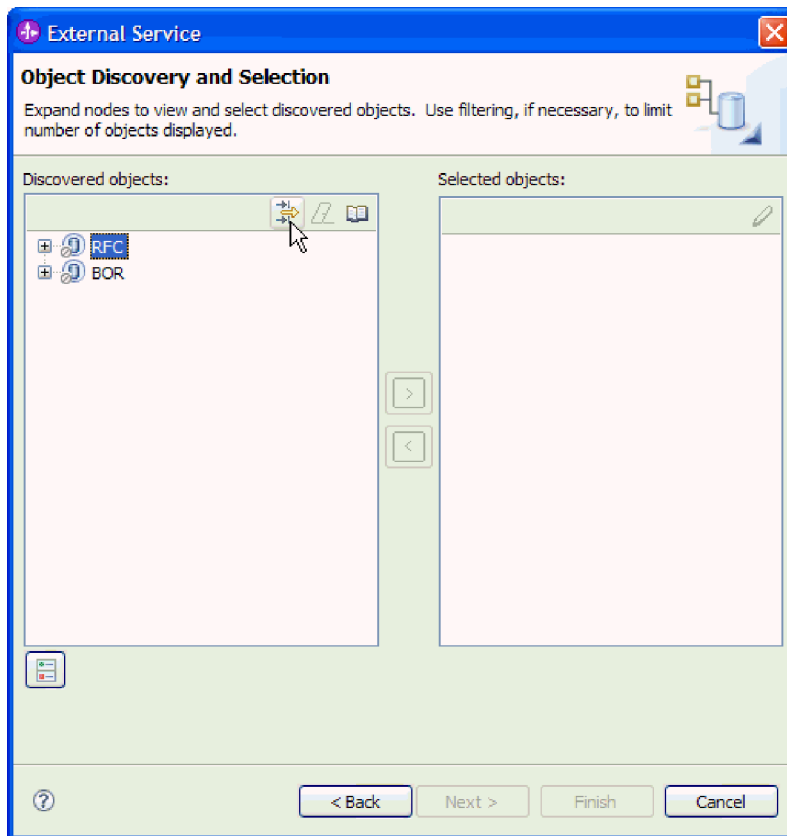 External Service
Object Discovery and Selection
Expand nodes to view and select discovered objects.  Use filtering, if necessary, to limit
number of objects displayed.
Discovered objects:
Selected objects:
RFC
BOR
>
<
?
< Back
Next >
Finish
Cancel